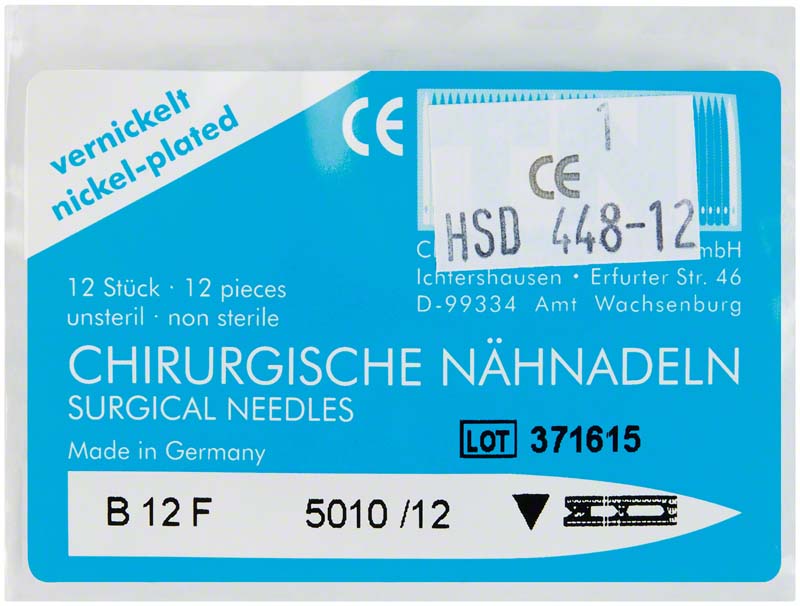 vernickelt
nickel-plated
CE
1
CE
HSD 448-12
mbH
Ichtershausen • Erfurter Str. 46
D-99334 Amt Wachsenburg
12 Stück · 12 pieces
unsteril · non sterile
CHIRURGISCHE NÄHNADELN
SURGICAL NEEDLES
Made in Germany
LOT 371615
B 12 F 5010 /12